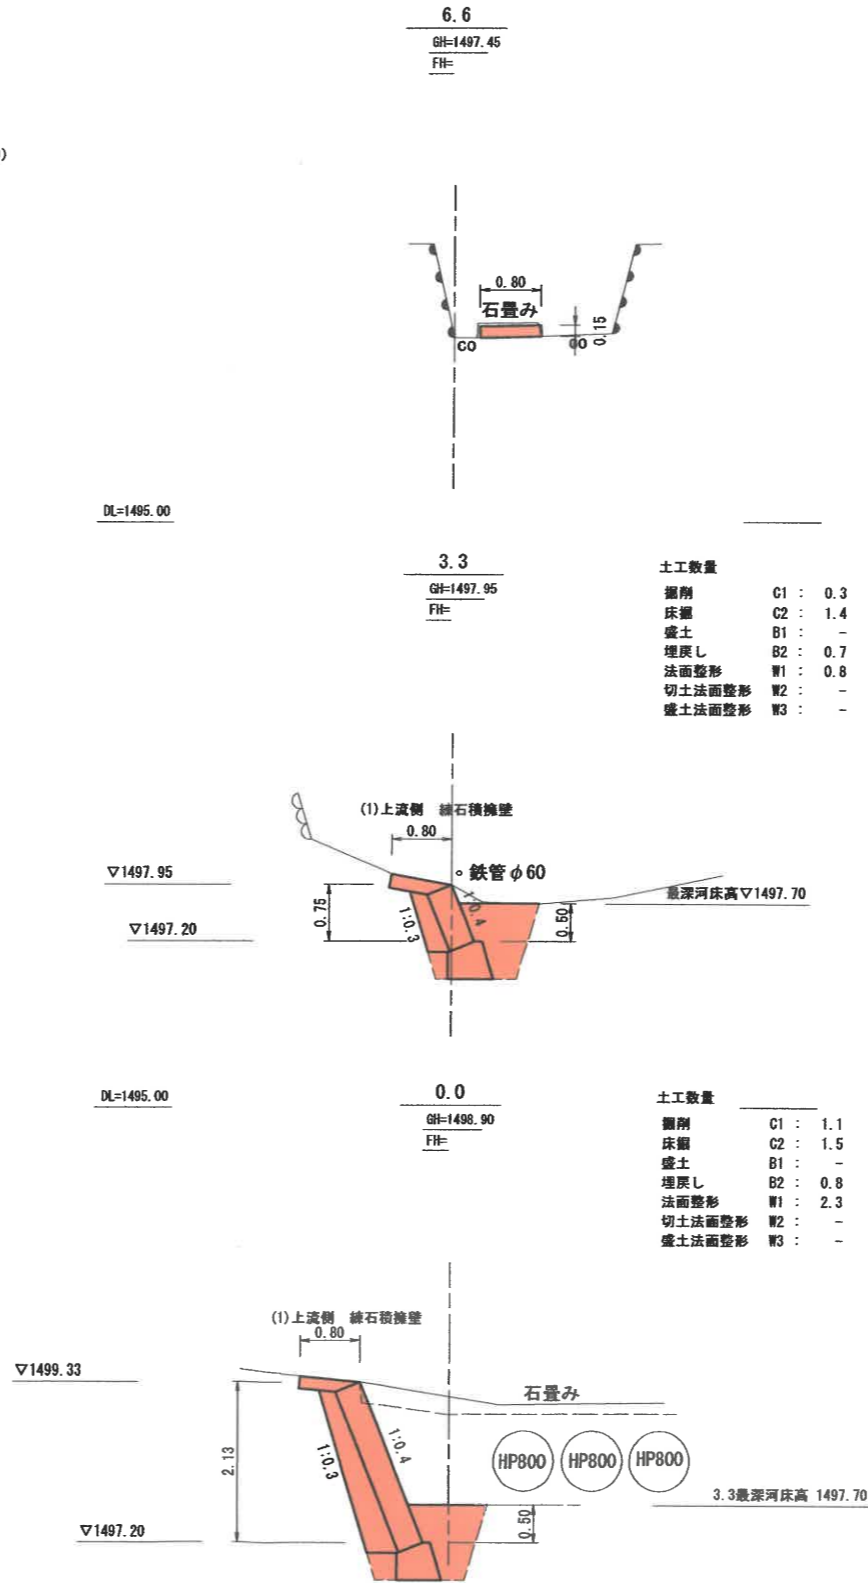 6.6
GH=1497.45
FH=
)
0.80
石畳み
CO
CO
0.15
DL=1495.00
3.3
GH=1497.95
FH=
土工数量
掘削 C1 : 0.3
床掘 C2 : 1.4
盛土 B1 : -
埋戻し B2 : 0.7
法面整形 W1 : 0.8
切土法面整形 W2 : -
盛土法面整形 W3 : -
(1)上流側 練石積擁壁
0.80
▽1497.95
鉄管φ60
最深河床高▽1497.70
0.75
1:0.3
1:0.4
0.50
▽1497.20
DL=1495.00
0.0
GH=1498.90
FH=
土工数量
掘削 C1 : 1.1
床掘 C2 : 1.5
盛土 B1 : -
埋戻し B2 : 0.8
法面整形 W1 : 2.3
切土法面整形 W2 : -
盛土法面整形 W3 : -
(1)上流側 練石積擁壁
0.80
▽1499.33
石畳み
2.13
1:0.3
1:0.4
HP800 HP800 HP800
3.3最深河床高 1497.70
0.50
▽1497.20